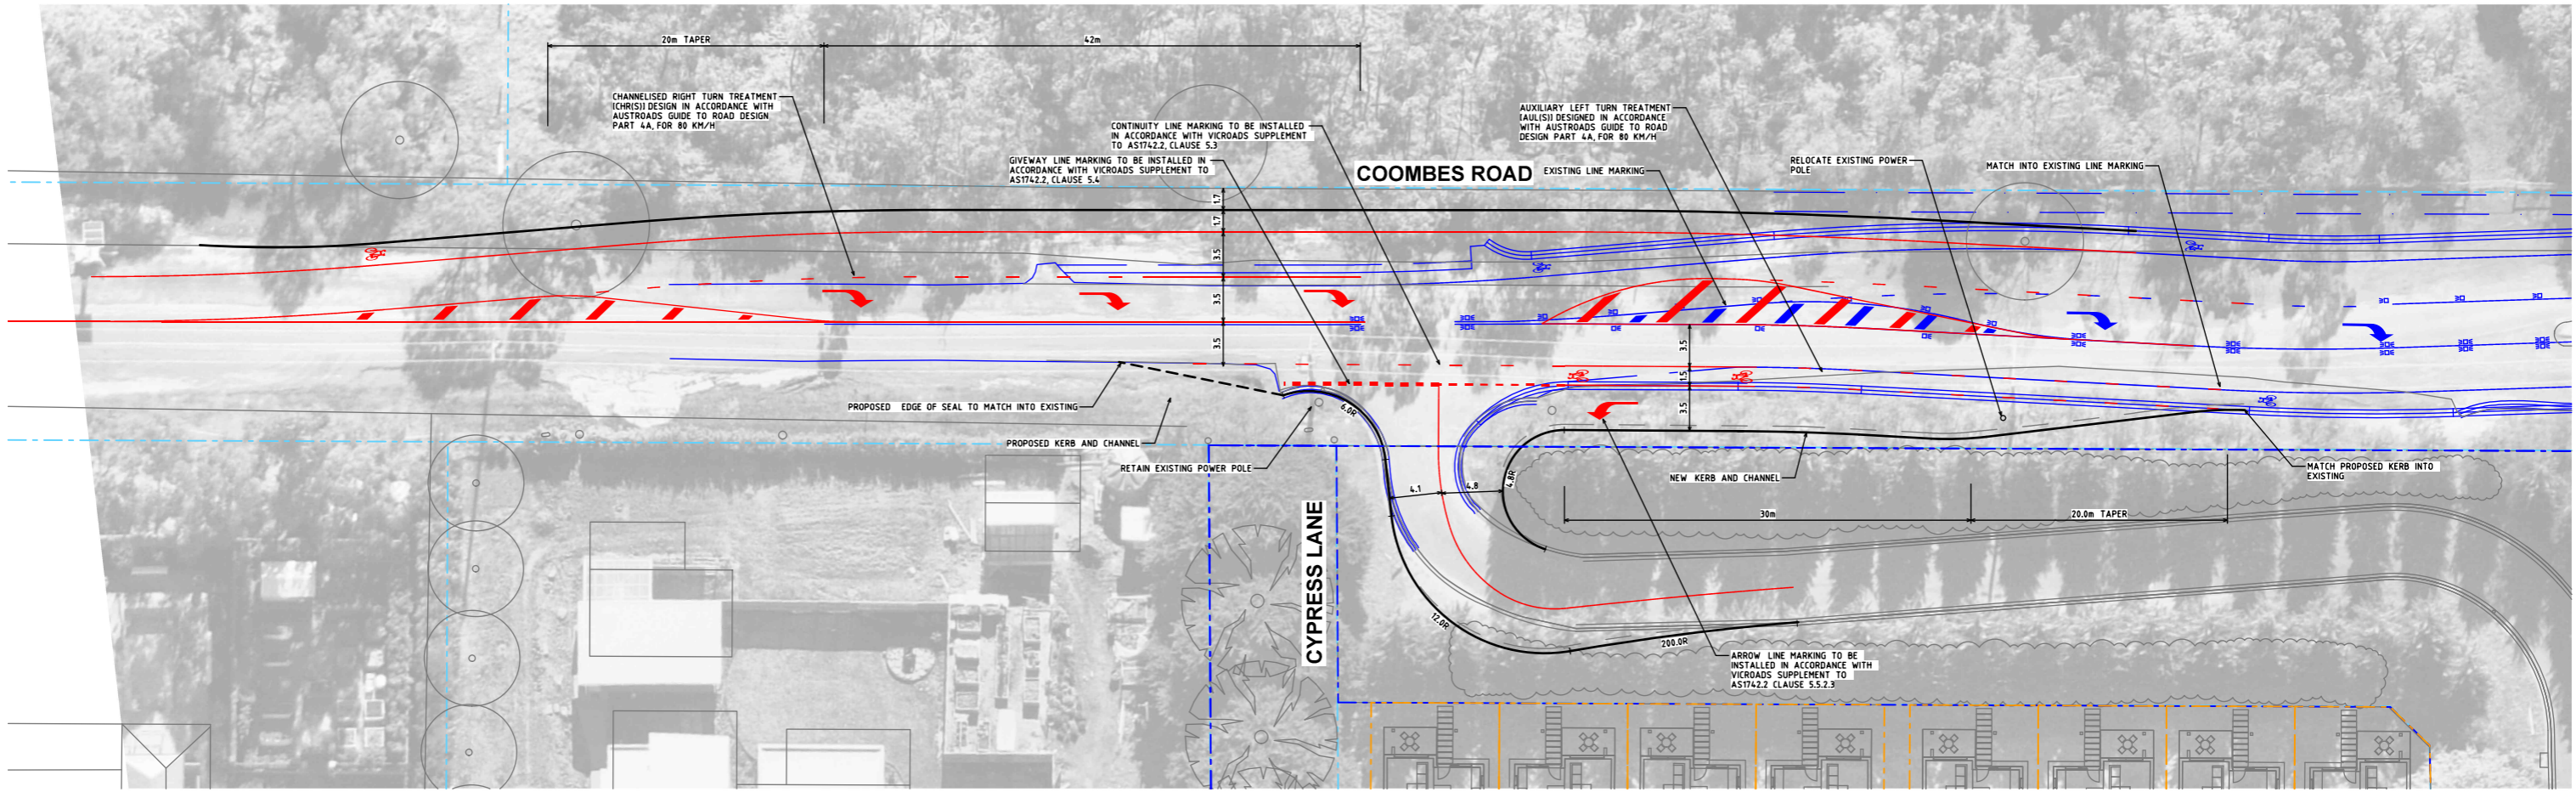 20m TAPER
42m
CHANNELISED RIGHT TURN TREATMENT
[CHR(S)] DESIGN IN ACCORDANCE WITH
AUSTROADS GUIDE TO ROAD DESIGN
PART 4A, FOR 80 KM/H
CONTINUITY LINE MARKING TO BE INSTALLED
IN ACCORDANCE WITH VICROADS SUPPLEMENT
TO AS1742.2, CLAUSE 5.3
GIVEWAY LINE MARKING TO BE INSTALLED IN
ACCORDANCE WITH VICROADS SUPPLEMENT TO
AS1742.2, CLAUSE 5.4
AUXILIARY LEFT TURN TREATMENT
[AUL(S)] DESIGNED IN ACCORDANCE
WITH AUSTROADS GUIDE TO ROAD
DESIGN PART 4A, FOR 80 KM/H
COOMBES ROAD
EXISTING LINE MARKING
RELOCATE EXISTING POWER
POLE
MATCH INTO EXISTING LINE MARKING
1.7
1.7
3.5
3.5
3.5
3.5
1.5
3.5
PROPOSED EDGE OF SEAL TO MATCH INTO EXISTING
PROPOSED KERB AND CHANNEL
RETAIN EXISTING POWER POLE
6.0R
4.1
4.8
4.8R
NEW KERB AND CHANNEL
MATCH PROPOSED KERB INTO
EXISTING
30m
20.0m TAPER
CYPRESS LANE
12.0R
200.0R
ARROW LINE MARKING TO BE
INSTALLED IN ACCORDANCE WITH
VICROADS SUPPLEMENT TO
AS1742.2 CLAUSE 5.5.2.3